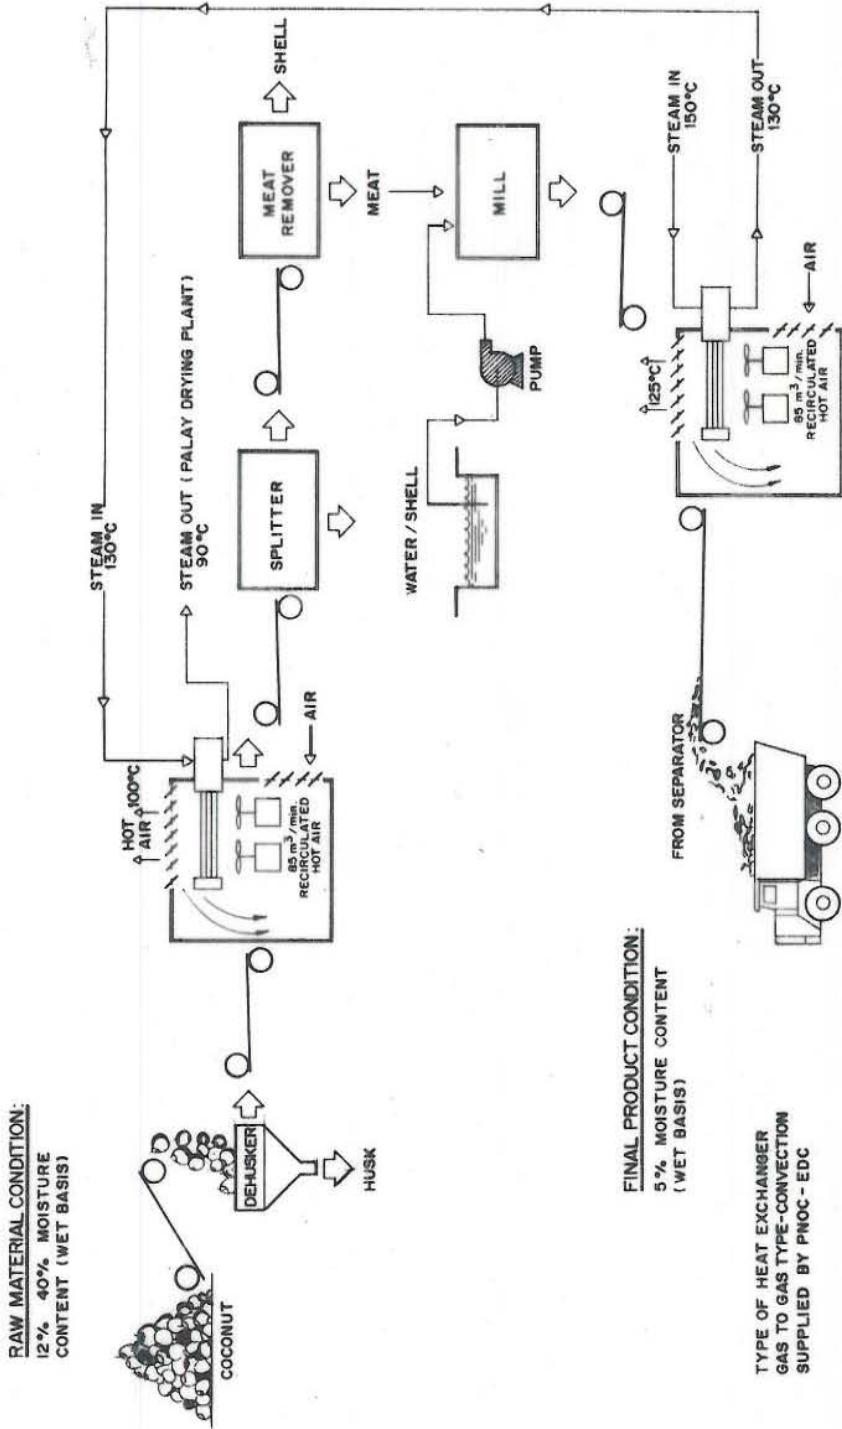 RAW MATERIAL CONDITION:
12% 40% MOISTURE
CONTENT (WET BASIS)
COCONUT
DEHUSKER
HUSK
HOT
AIR
100°C
85 m³/min.
RECIRCULATED
HOT AIR
AIR
STEAM IN
130°C
STEAM OUT (PALAY DRYING PLANT)
90°C
SPLITTER
MEAT
REMOVER
SHELL
MEAT
WATER/SHELL
PUMP
MILL
STEAM IN
150°C
STEAM OUT
130°C
125°C
85 m³/min.
RECIRCULATED
HOT AIR
AIR
FROM SEPARATOR
FINAL PRODUCT CONDITION:
5% MOISTURE CONTENT
(WET BASIS)
TYPE OF HEAT EXCHANGER
GAS TO GAS TYPE-CONVECTION
SUPPLIED BY PNOC-EDC